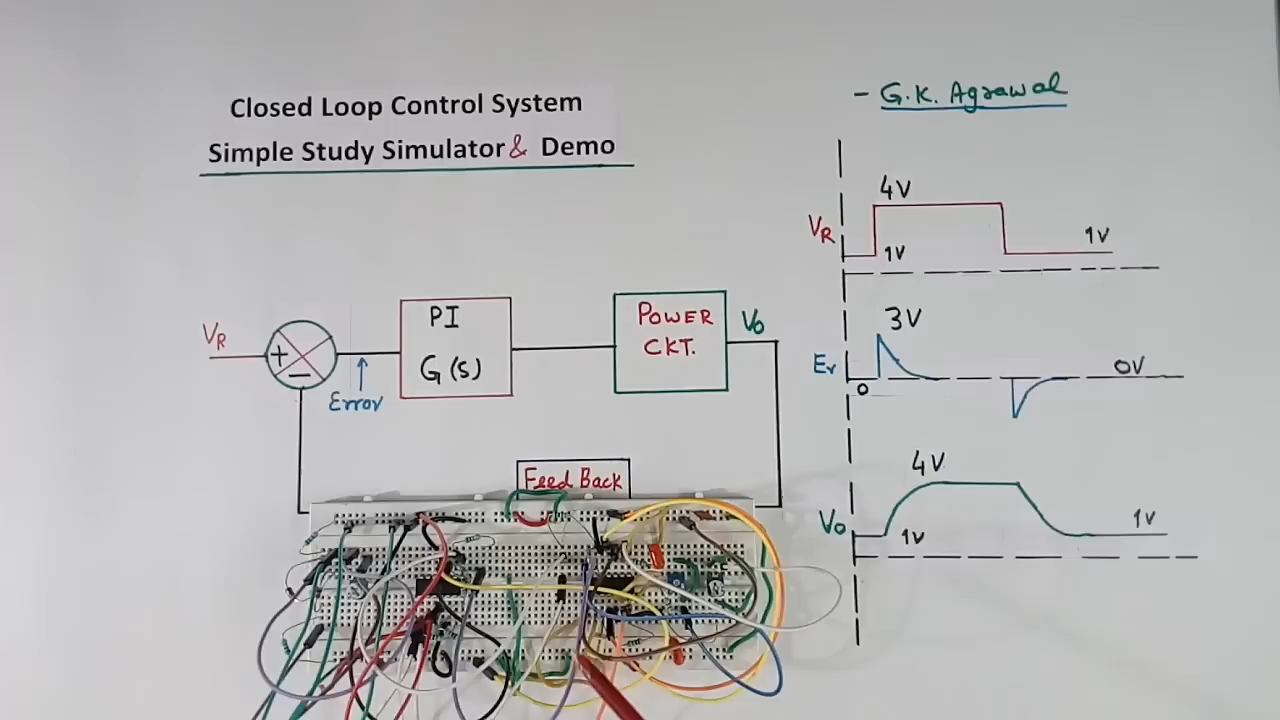 Closed Loop Control System
Simple Study Simulator & Demo
- G.K. Agrawal
VR
+
−
Error
PI
G(s)
POWER
CKT.
Vo
Feed Back
VR
4V
1V
1V
Er
3V
0
0V
Vo
4V
1V
1V